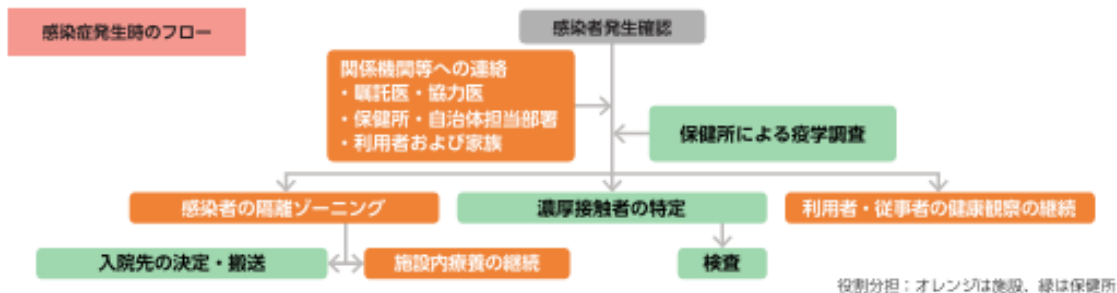 感染症発生時のフロー
感染者発生確認
関係機関等への連絡
・嘱託医・協力医
・保健所・自治体担当部署
・利用者および家族
保健所による疫学調査
感染者の隔離ゾーニング
濃厚接触者の特定
利用者・従事者の健康観察の継続
入院先の決定・搬送
施設内療養の継続
検査
役割分担：オレンジは施設、緑は保健所